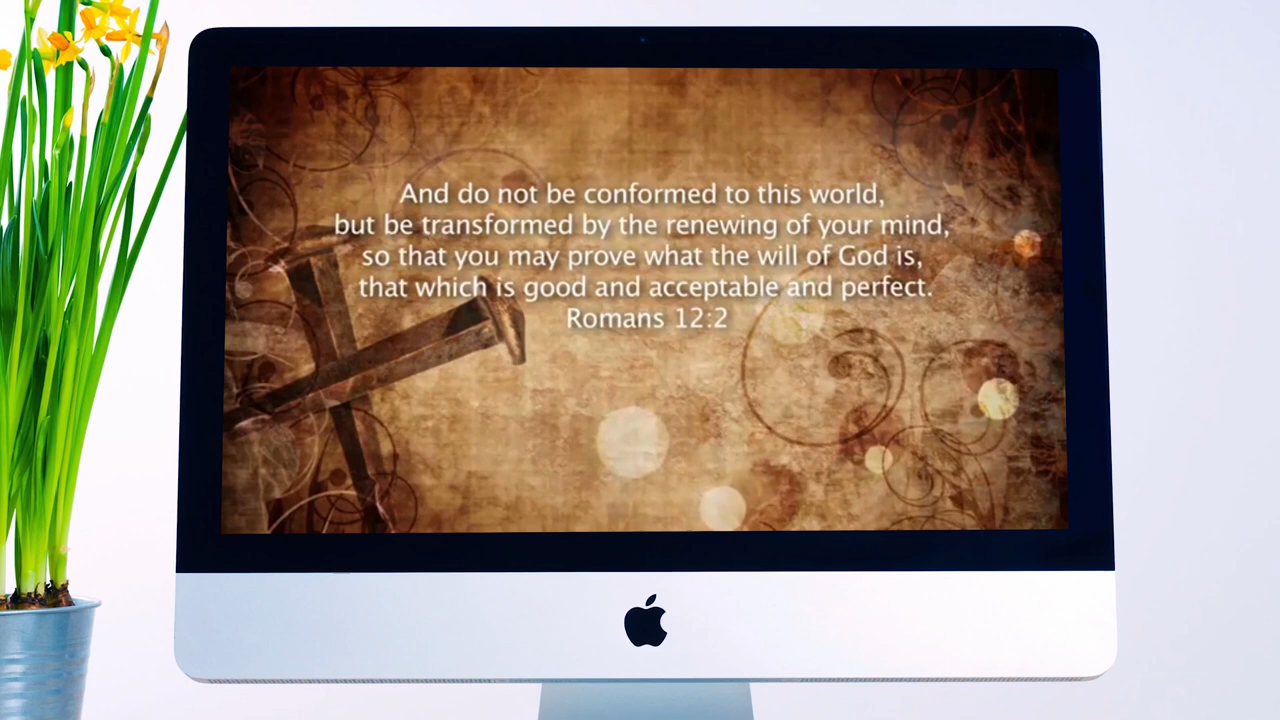 And do not be conformed to this world,
but be transformed by the renewing of your mind,
so that you may prove what the will of God is,
that which is good and acceptable and perfect.
Romans 12:2